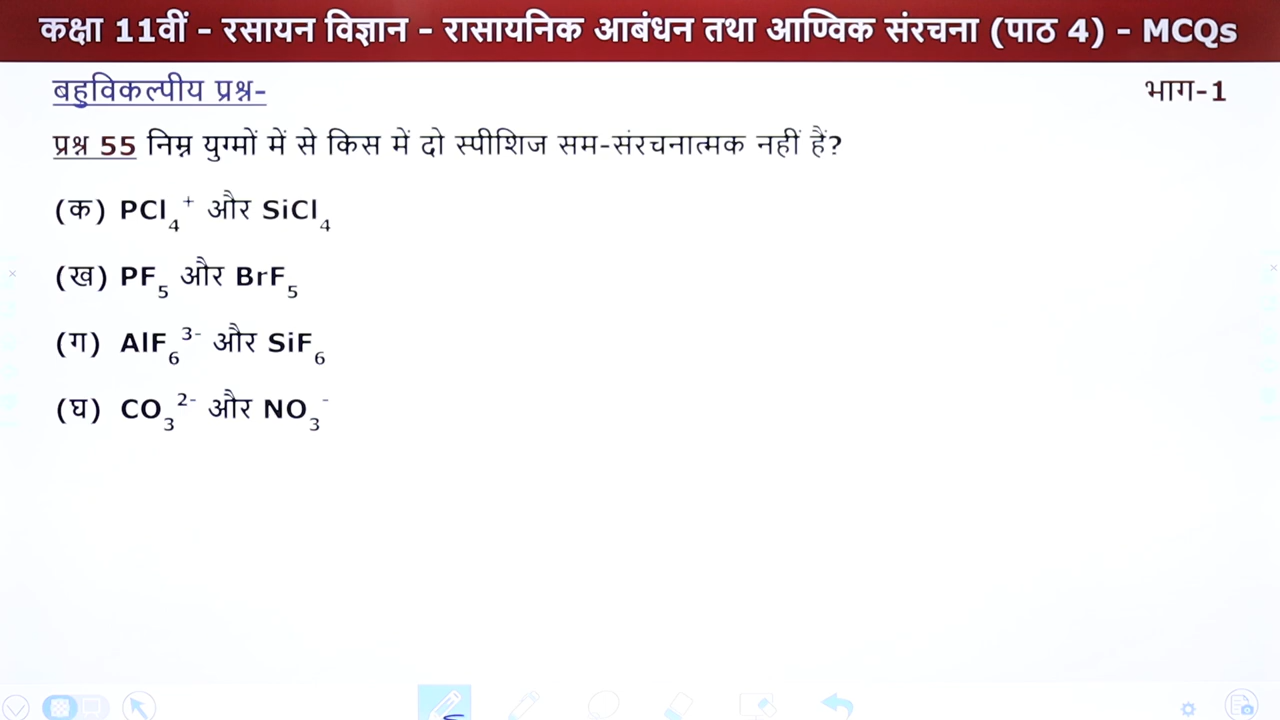 कक्षा 11वीं - रसायन विज्ञान - रासायनिक आबंधन तथा आण्विक संरचना (पाठ 4) - MCQs
बहुविकल्पीय प्रश्न-
भाग-1
प्रश्न 55 निम्न युग्मों में से किस में दो स्पीशिज सम-संरचनात्मक नहीं हैं?
(क) PCl₄⁺ और SiCl₄
(ख) PF₅ और BrF₅
(ग) AlF₆³⁻ और SiF₆
(घ) CO₃²⁻ और NO₃⁻